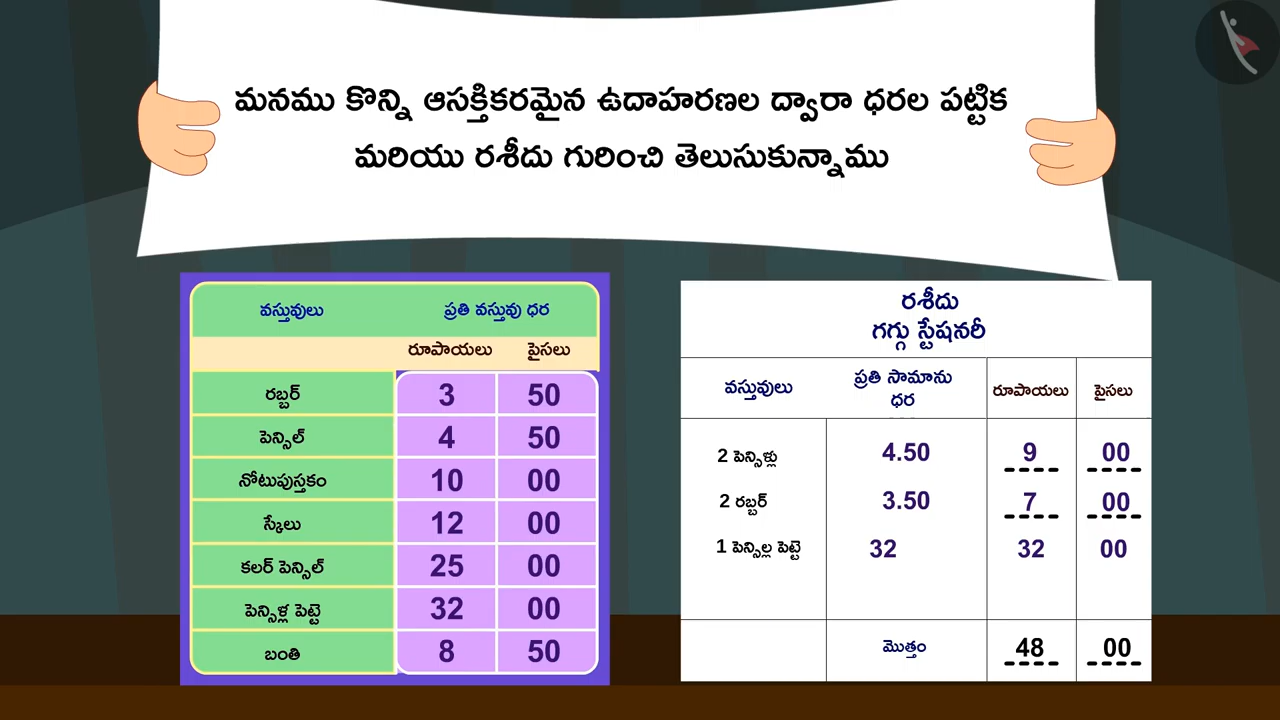 మనము కొన్ని ఆసక్తికరమైన ఉదాహరణల ద్వారా ధరల పట్టిక
మరియు రశీదు గురించి తెలుసుకున్నాము
వస్తువులు ప్రతి వస్తువు ధర
రూపాయలు పైసలు
రబ్బర్ 3 50
పెన్సిల్ 4 50
నోటుపుస్తకం 10 00
స్కేలు 12 00
కలర్ పెన్సిల్ 25 00
పెన్సిళ్ల పెట్టె 32 00
బంతి 8 50
రశీదు
గగ్గు స్టేషనరీ
వస్తువులు ప్రతి సామాను ధర రూపాయలు పైసలు
2 పెన్సిళ్లు 4.50 9 00
2 రబ్బర్ 3.50 7 00
1 పెన్సిల్ల పెట్టె 32 32 00
మొత్తం 48 00